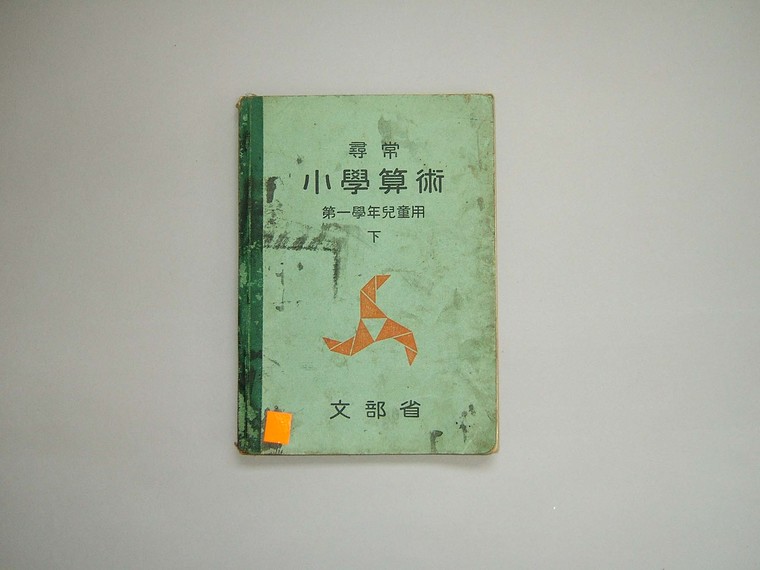 尋常
小學算術
第一學年兒童用
下
文部省